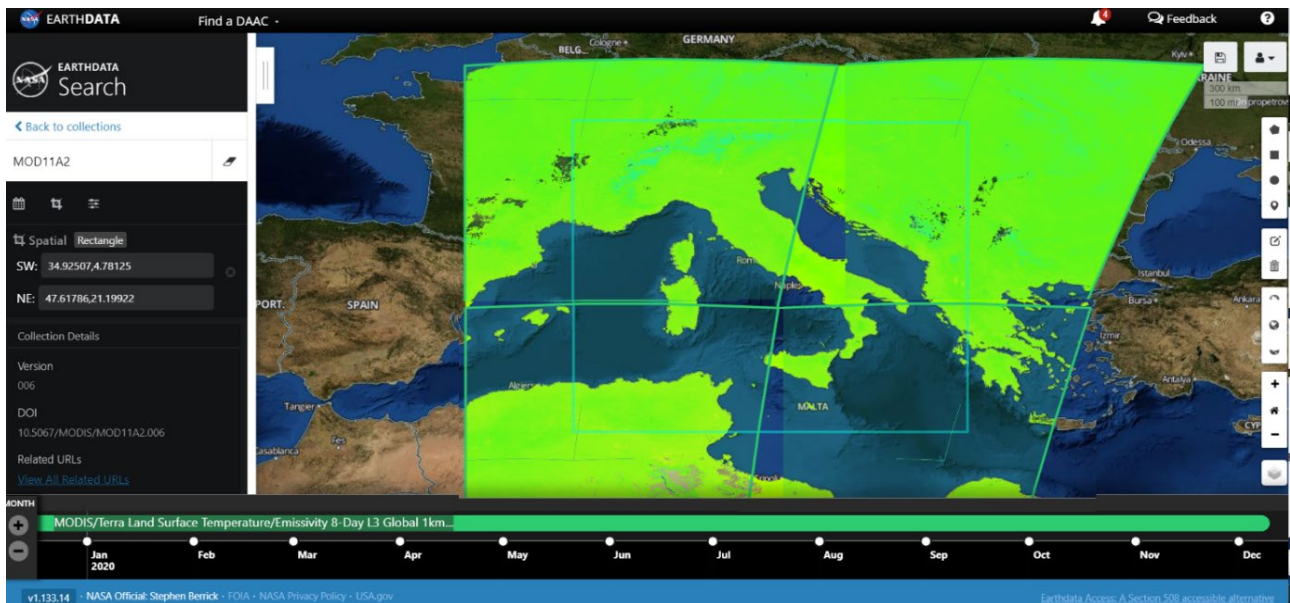 NASA EARTHDATA
Find a DAAC
4
Feedback
?
NASA EARTHDATA
Search
Back to collections
MOD11A2
Spatial Rectangle
SW: 34.92507,4.78125
NE: 47.61786,21.19922
Collection Details
Version
006
DOI
10.5067/MODIS/MOD11A2.006
Related URLs
View All Related URLs
BELG.
Cologne
GERMANY
Kyiv
RAINE
300 km
100 mi
propetrov
Odessa
Istanbul
Bursa
Ankara
Izmir
Antalya
CYP
PORT.
SPAIN
Rom
Naples
Algiers
MALTA
Tangier
Fes
Casablanca
MONTH
MODIS/Terra Land Surface Temperature/Emissivity 8-Day L3 Global 1km...
Jan Feb Mar Apr May Jun Jul Aug Sep Oct Nov Dec
2020
v1.133.14 · NASA Official: Stephen Berrick · FOIA · NASA Privacy Policy · USA.gov
Earthdata Access: A Section 508 accessible alternative